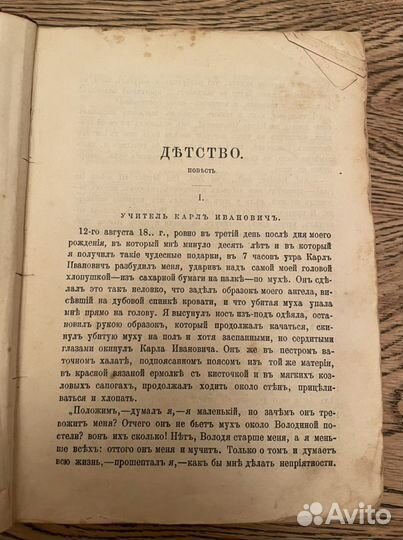 ДѢТСТВО.
ПОВѢСТЬ.
I.
УЧИТЕЛЬ КАРЛЪ ИВАНОВИЧЪ.
12-го августа 18.. г., ровно въ третій день послѣ дня моего
рожденія, въ который мнѣ минуло десять лѣтъ и въ который
я получилъ такіе чудесные подарки, въ 7 часовъ утра Карлъ
Ивановичъ разбудилъ меня, ударивъ надъ самой моей головой
хлопушкой—изъ сахарной бумаги на палкѣ—по мухѣ. Онъ сдѣ-
лалъ это такъ неловко, что задѣлъ образокъ моего ангела, ви-
сѣвшій на дубовой спинкѣ кровати, и что убитая муха упала
мнѣ прямо на голову. Я высунулъ носъ изъ-подъ одѣяла, оста-
новилъ рукою образокъ, который продолжалъ качаться, ски-
нулъ убитую муху на полъ и хотя заспанными, но сердитыми
глазами окинулъ Карла Ивановича. Онъ же въ пестромъ ва-
точномъ халатѣ, подпоясанномъ поясомъ изъ той же матеріи,
въ красной вязаной ермолкѣ съ кисточкой и въ мягкихъ коз-
ловыхъ сапогахъ, продолжалъ ходить около стѣнъ, прицѣли-
ваться и хлопать.
„Положимъ,—думалъ я,—я маленькій, но зачѣмъ онъ тре-
вожитъ меня? Отчего онъ не бьетъ мухъ около Володиной по-
стели? вонъ ихъ сколько! Нѣтъ, Володя старше меня, а я мень-
ше всѣхъ: оттого онъ меня и мучитъ. Только о томъ и думаетъ
всю жизнь,—прошепталъ я,—какъ бы мнѣ дѣлать непріятности.
Avito